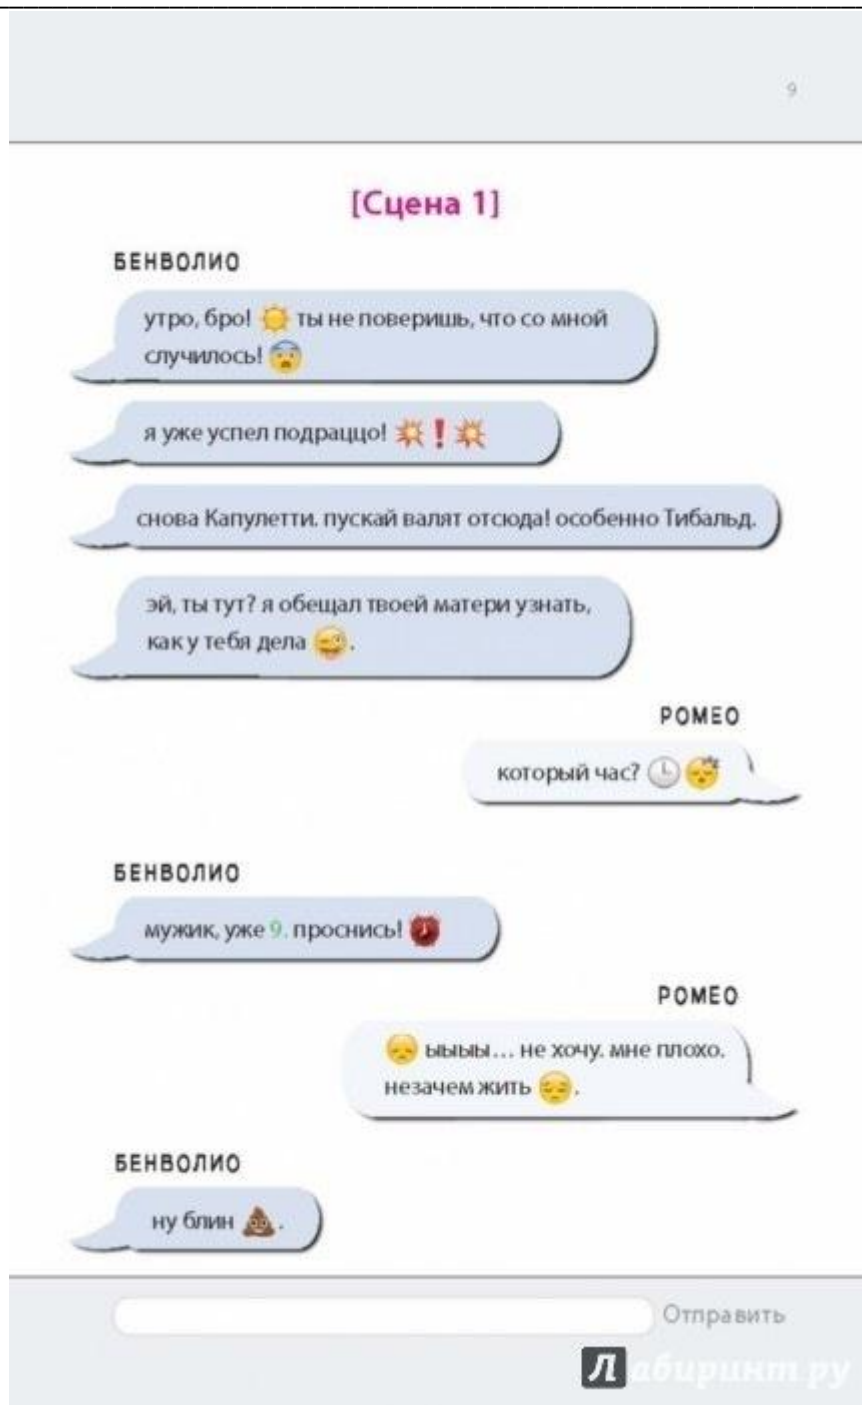 9
[Сцена 1]
БЕНВОЛИО
утро, бро! ☀️ ты не поверишь, что со мной
случилось! 😨
я уже успел подраццо! 💥❗💥
снова Капулетти. пускай валят отсюда! особенно Тибальд.
эй, ты тут? я обещал твоей матери узнать,
как у тебя дела 😜.
РОМЕО
который час? 🕒😴
БЕНВОЛИО
мужик, уже 9. проснись! ⏰
РОМЕО
😞 ыыыы... не хочу. мне плохо.
незачем жить 😔.
БЕНВОЛИО
ну блин 💩.
Отправить
Лабиринт.ру